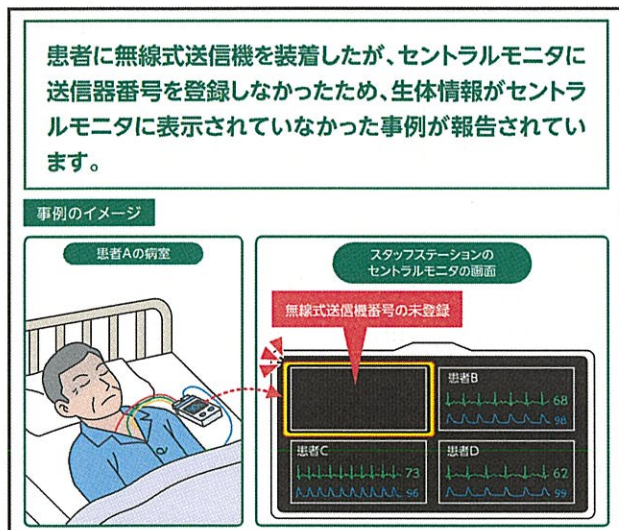 患者に無線式送信機を装着したが、セントラルモニタに
送信器番号を登録しなかったため、生体情報がセントラ
ルモニタに表示されていなかった事例が報告されてい
ます。
事例のイメージ
患者Aの病室
スタッフステーションの
セントラルモニタの画面
無線式送信機番号の未登録
患者B
68
98
患者C
73
96
患者D
62
99